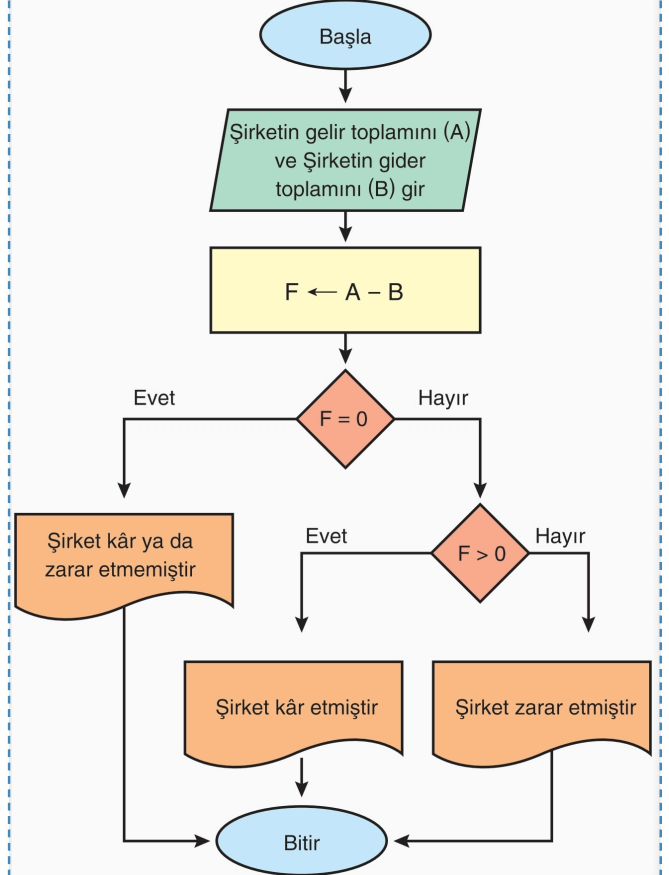 Başla
Şirketin gelir toplamını (A)
ve Şirketin gider
toplamını (B) gir
F ← A – B
F = 0
Evet
Hayır
F > 0
Evet
Hayır
Şirket kâr ya da
zarar etmemiştir
Şirket kâr etmiştir
Şirket zarar etmiştir
Bitir